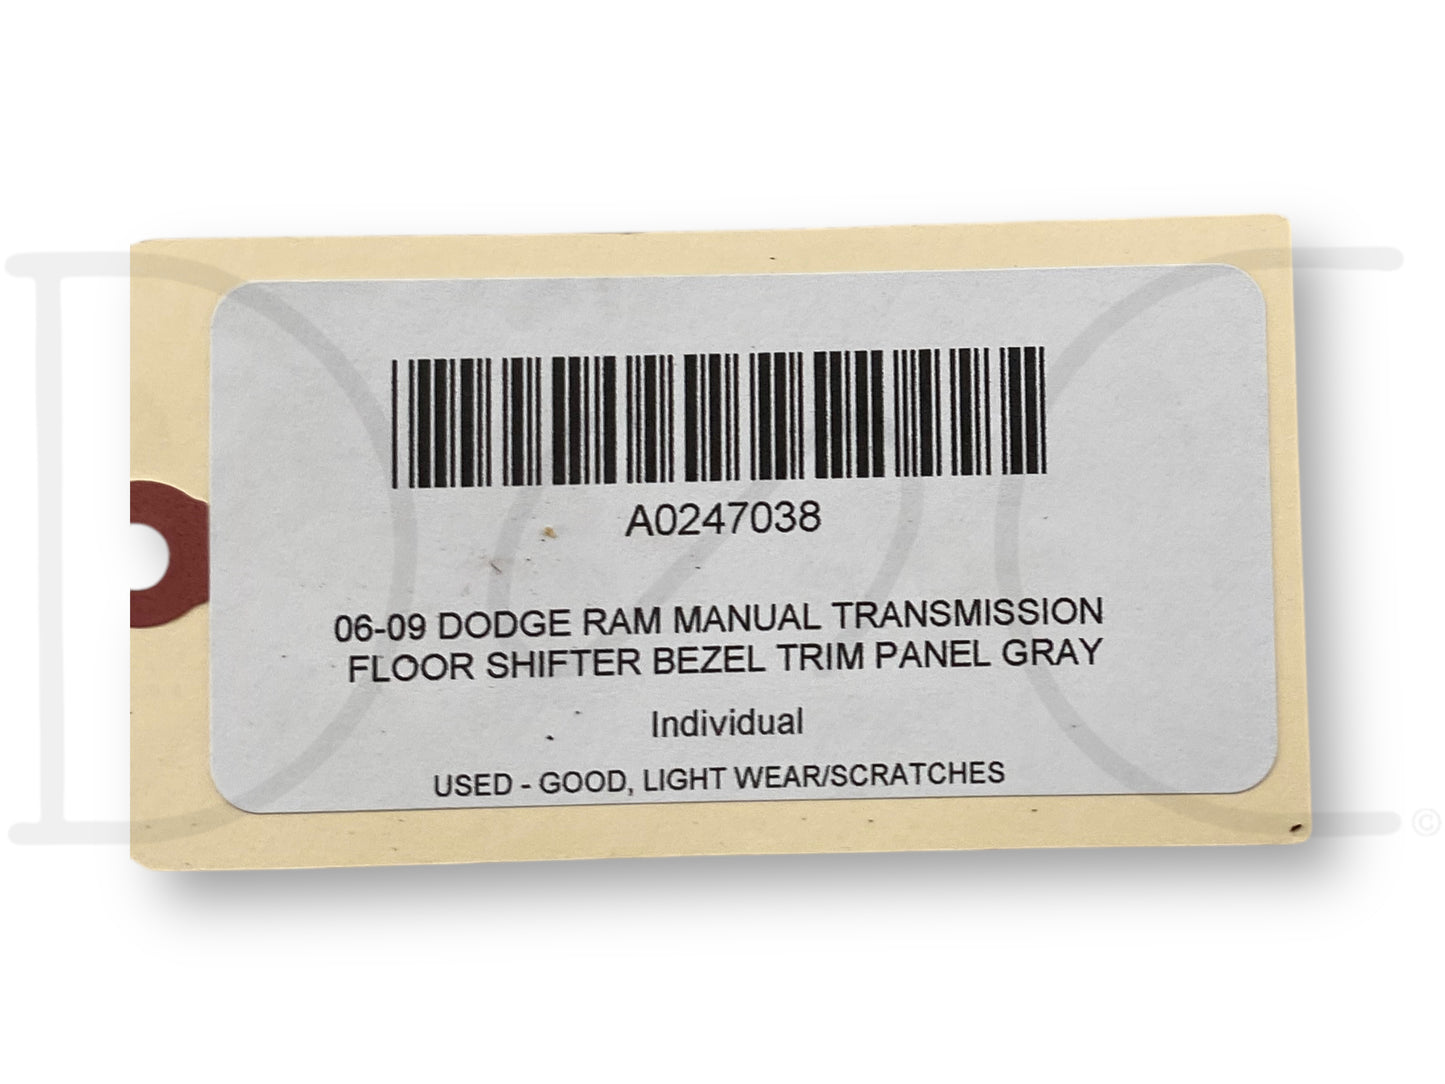 A0247038
06-09 DODGE RAM MANUAL TRANSMISSION
FLOOR SHIFTER BEZEL TRIM PANEL GRAY
Individual
USED - GOOD, LIGHT WEAR/SCRATCHES
©